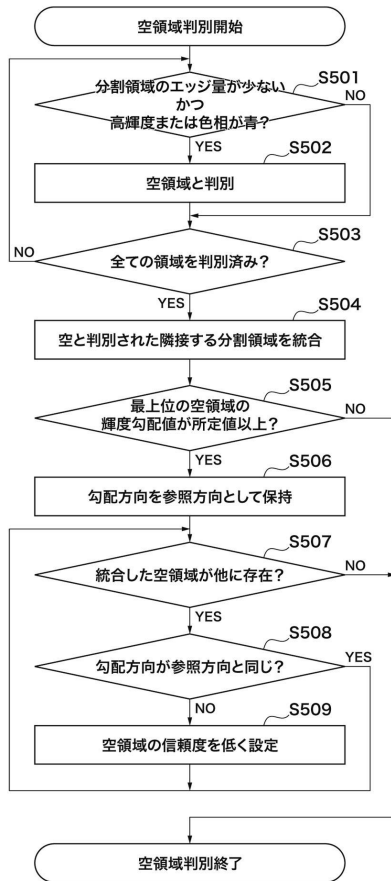 空領域判別開始
S501
分割領域のエッジ量が少ない
かつ
高輝度または色相が青?
NO
YES
S502
空領域と判別
S503
NO
全ての領域を判別済み?
YES
S504
空と判別された隣接する分割領域を統合
S505
最上位の空領域の
輝度勾配値が所定値以上?
NO
YES
S506
勾配方向を参照方向として保持
S507
統合した空領域が他に存在?
NO
YES
S508
勾配方向が参照方向と同じ?
YES
NO
S509
空領域の信頼度を低く設定
空領域判別終了